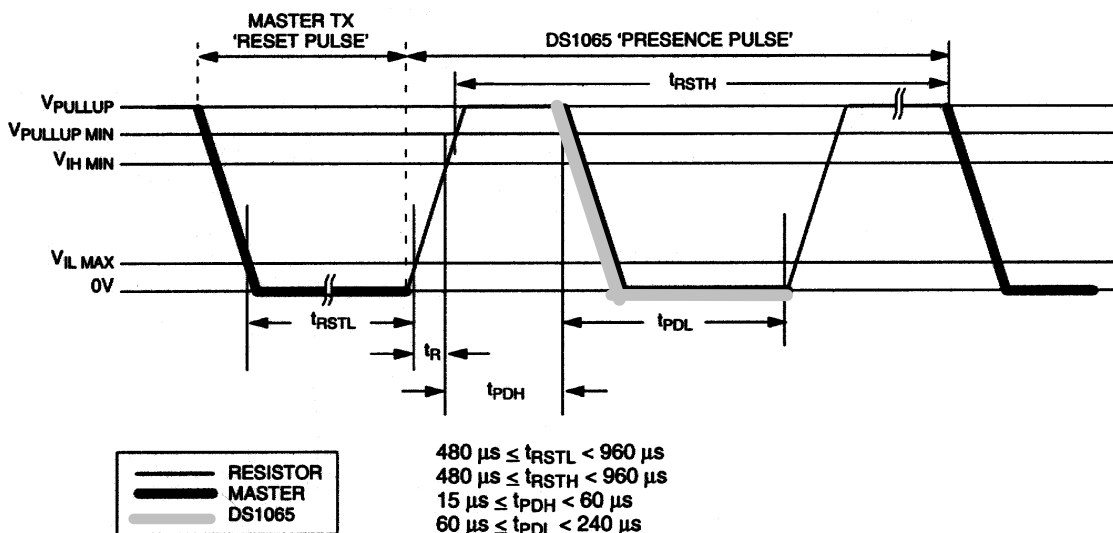 MASTER TX
'RESET PULSE'
DS1065 'PRESENCE PULSE'
tRSTH
VPULLUP
VPULLUP MIN
VIH MIN
VIL MAX
0V
tRSTL
tR
tPDL
tPDH
RESISTOR
MASTER
DS1065
480 µs ≤ tRSTL < 960 µs
480 µs ≤ tRSTH < 960 µs
15 µs ≤ tPDH < 60 µs
60 µs ≤ tPDL < 240 µs